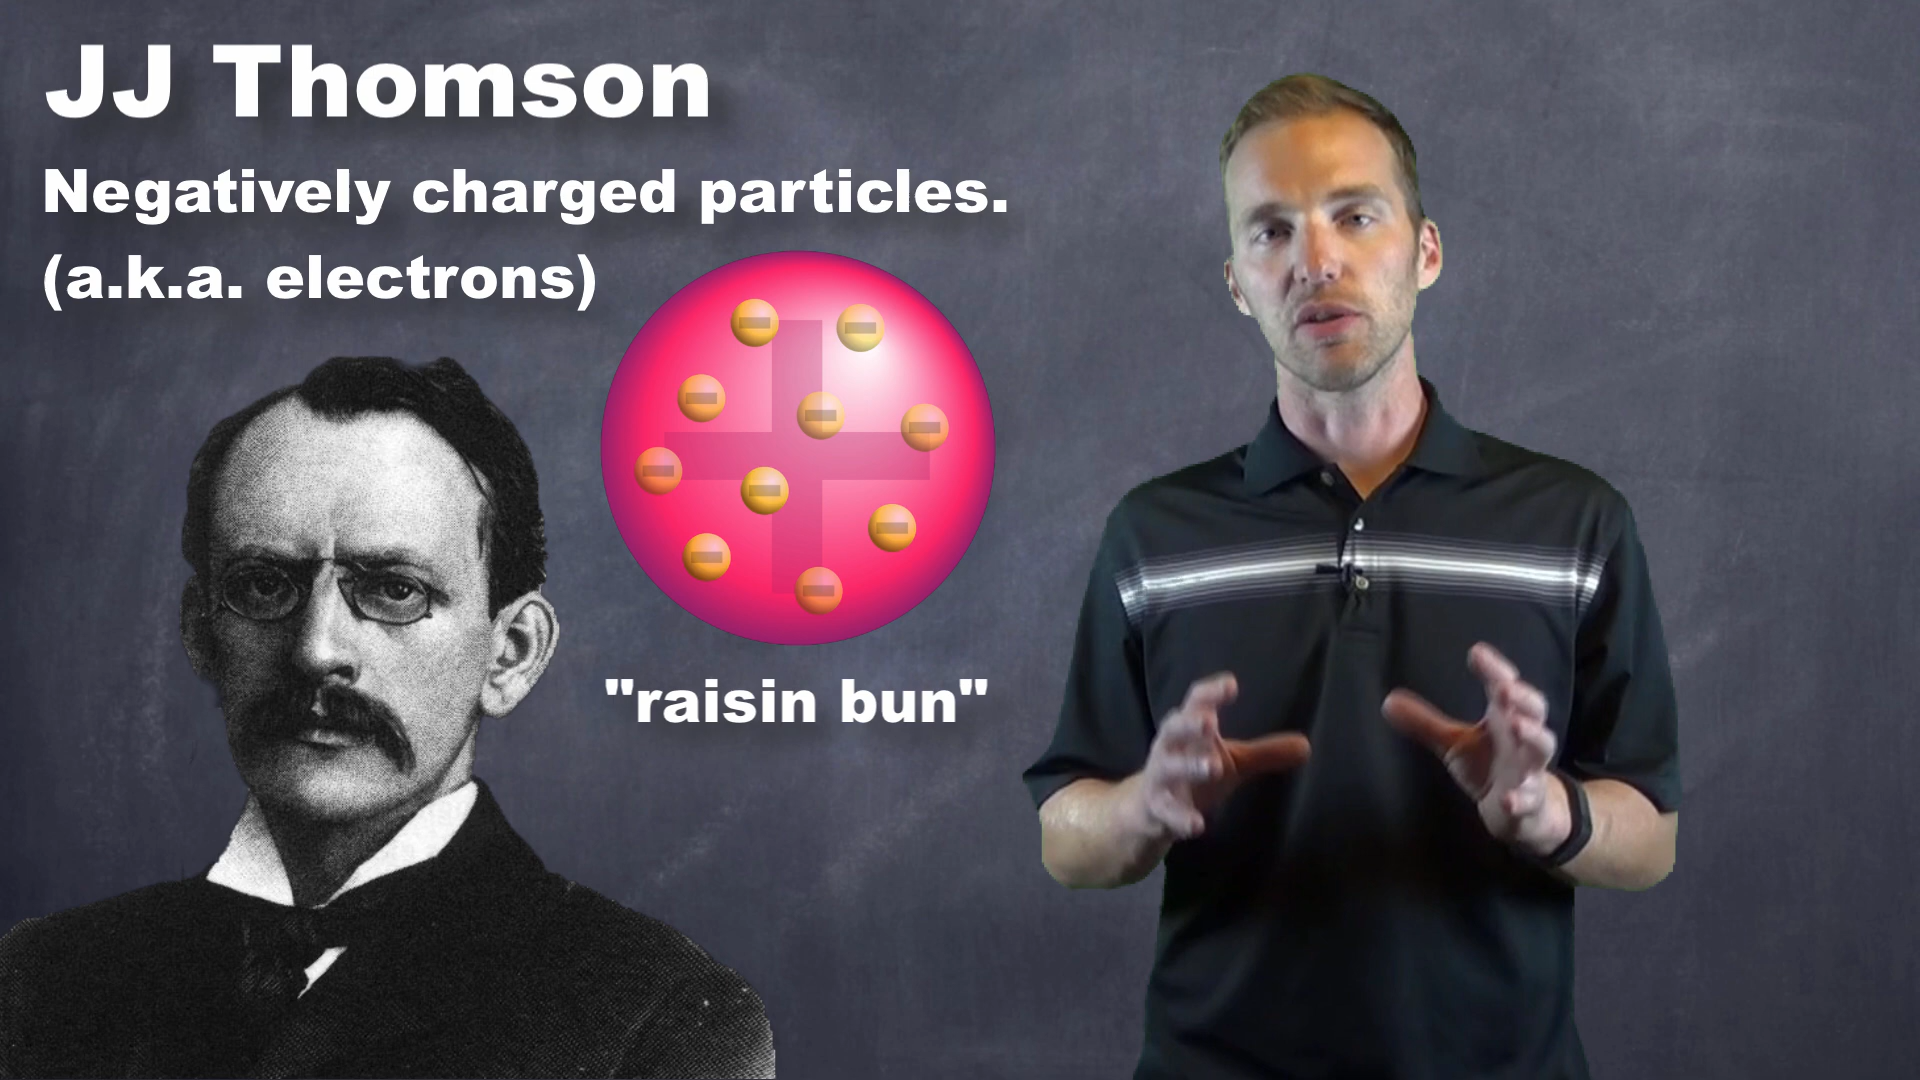 JJ Thomson
Negatively charged particles.
(a.k.a. electrons)
"raisin bun"